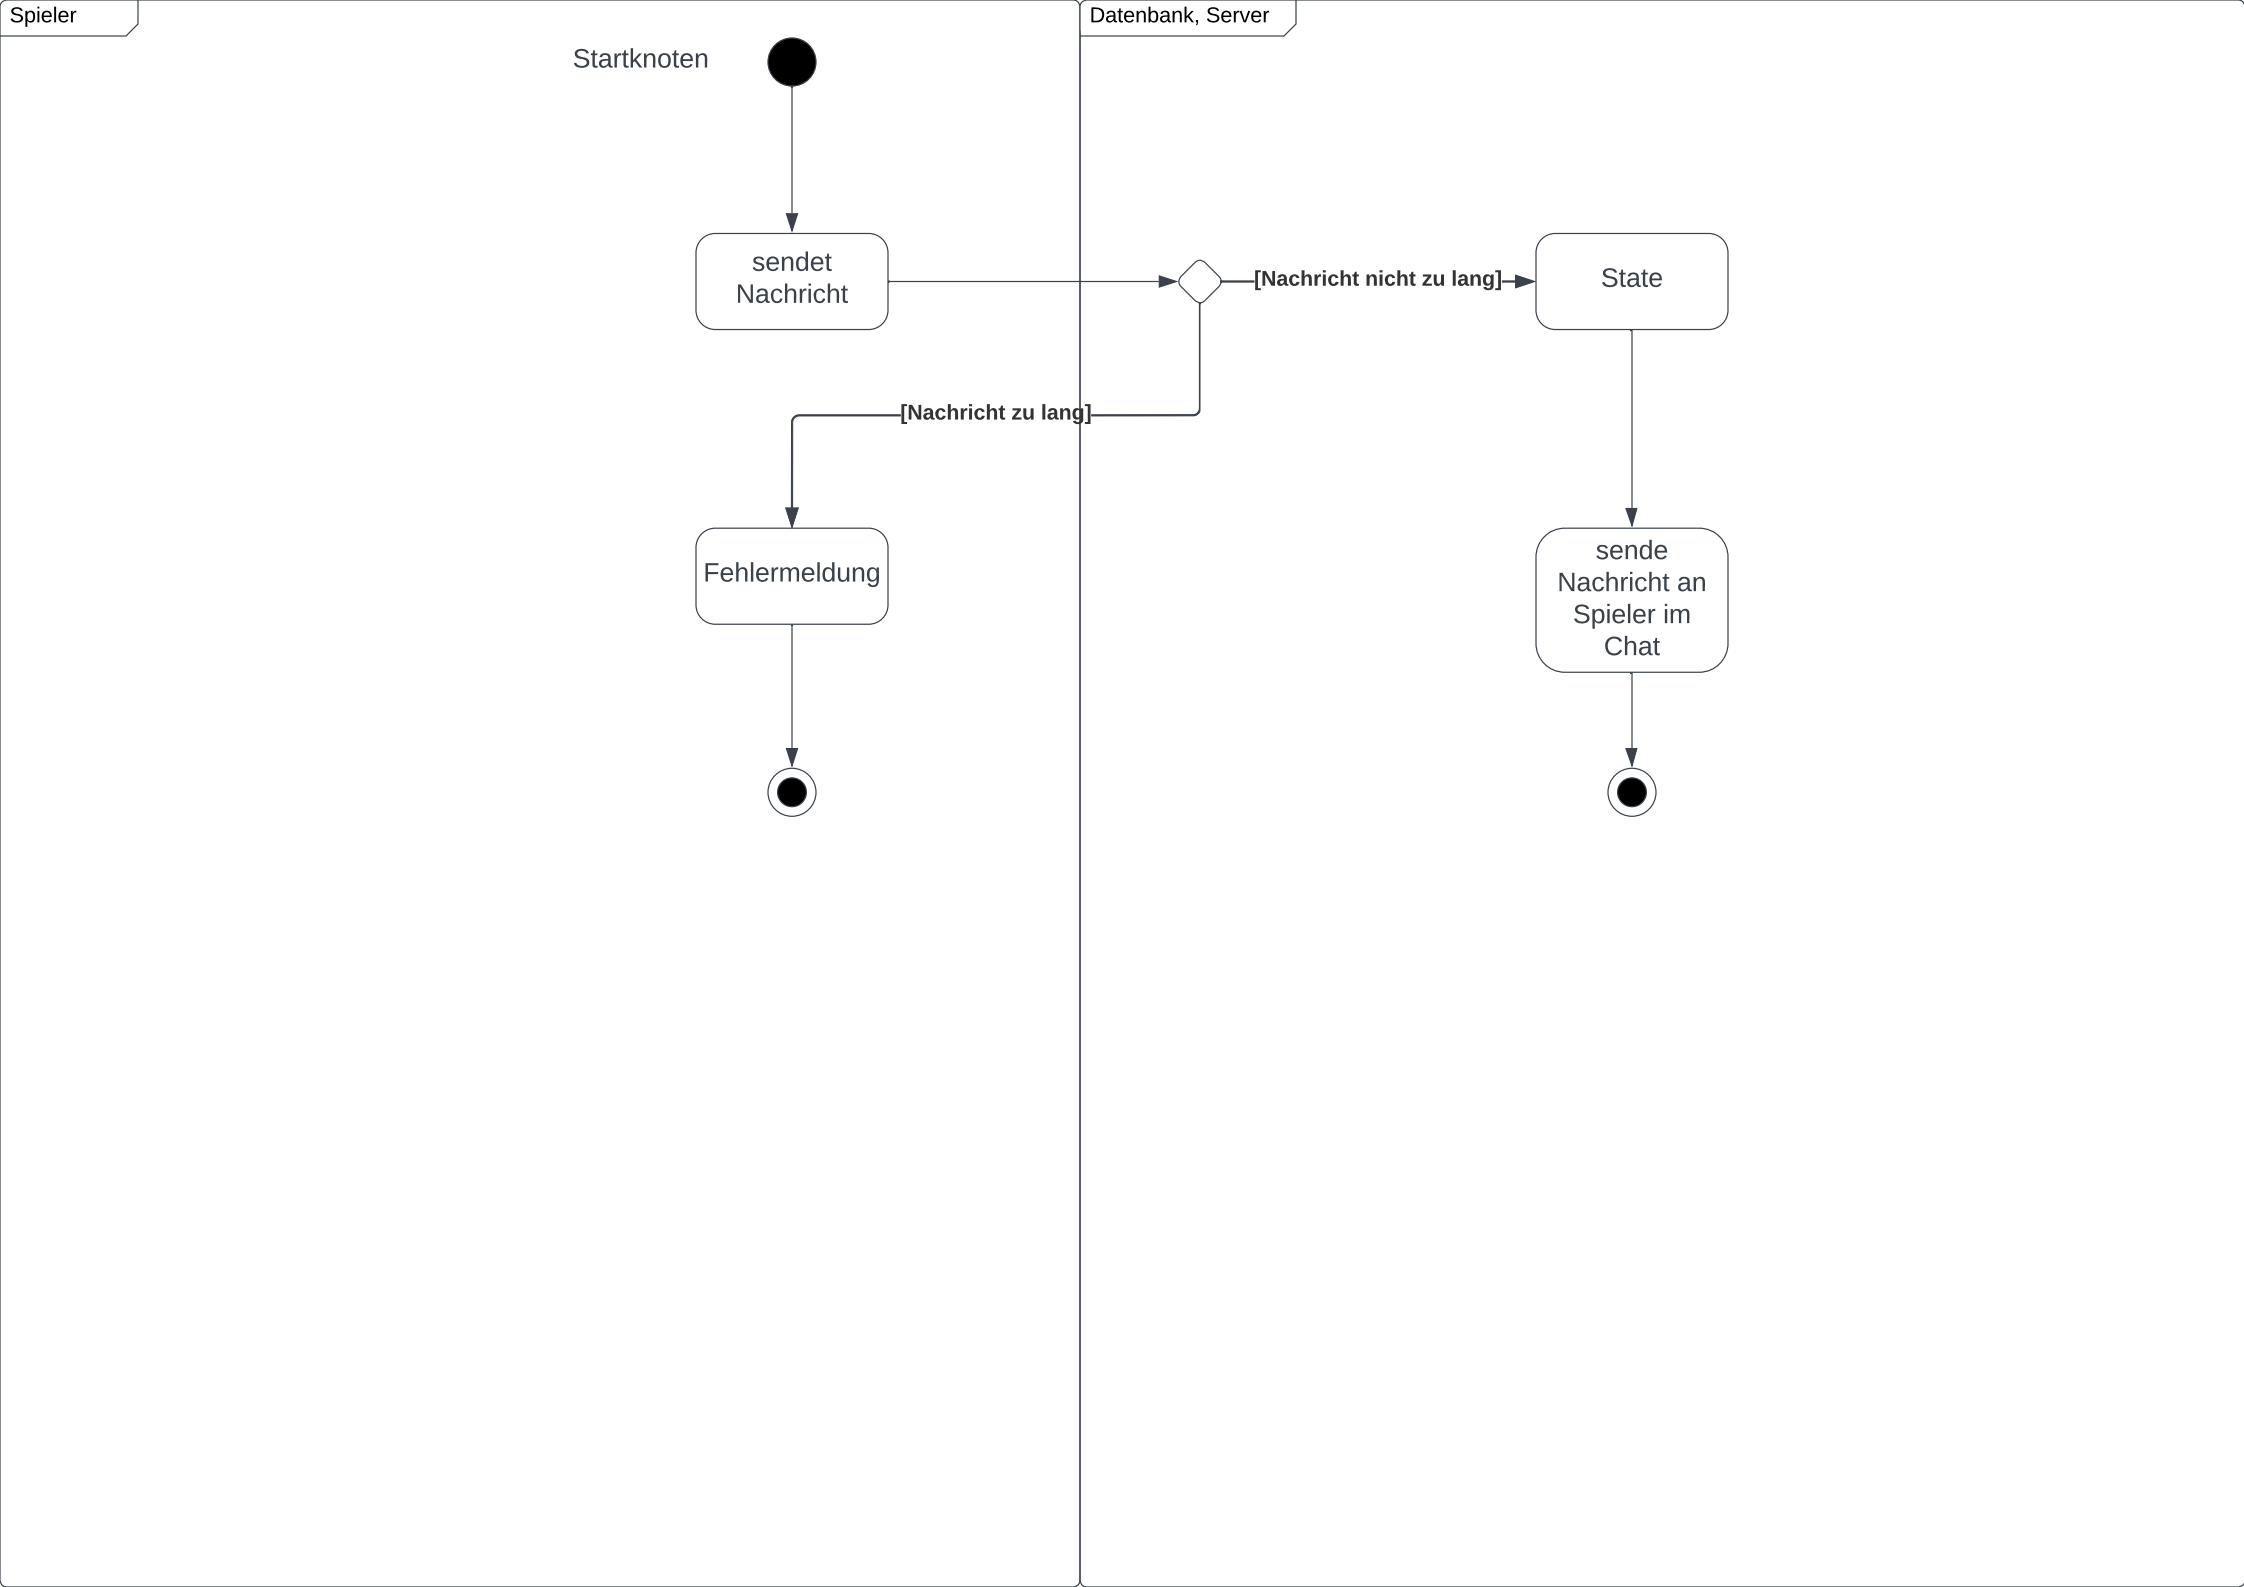 Spieler
Datenbank, Server
Startknoten
sendet
Nachricht
[Nachricht nicht zu lang]
State
[Nachricht zu lang]
Fehlermeldung
sende
Nachricht an
Spieler im
Chat